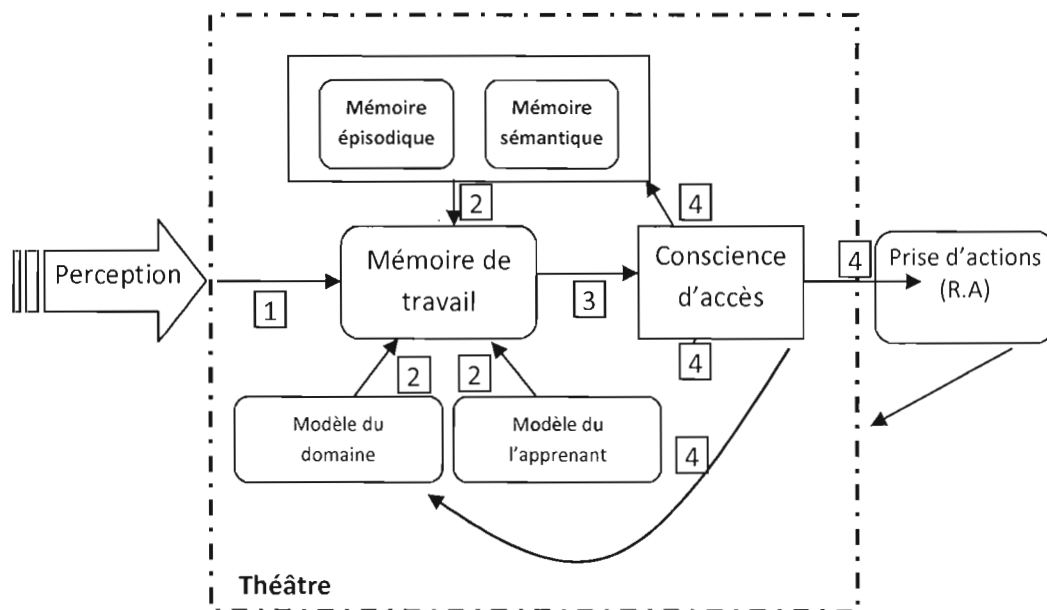 Mémoire
épisodique
Mémoire
sémantique
2
4
Perception
1
Mémoire de
travail
3
Conscience
d'accès
4
4
Prise d'actions
(R.A)
2
2
Modèle du
domaine
Modèle du
l'apprenant
4
Théâtre